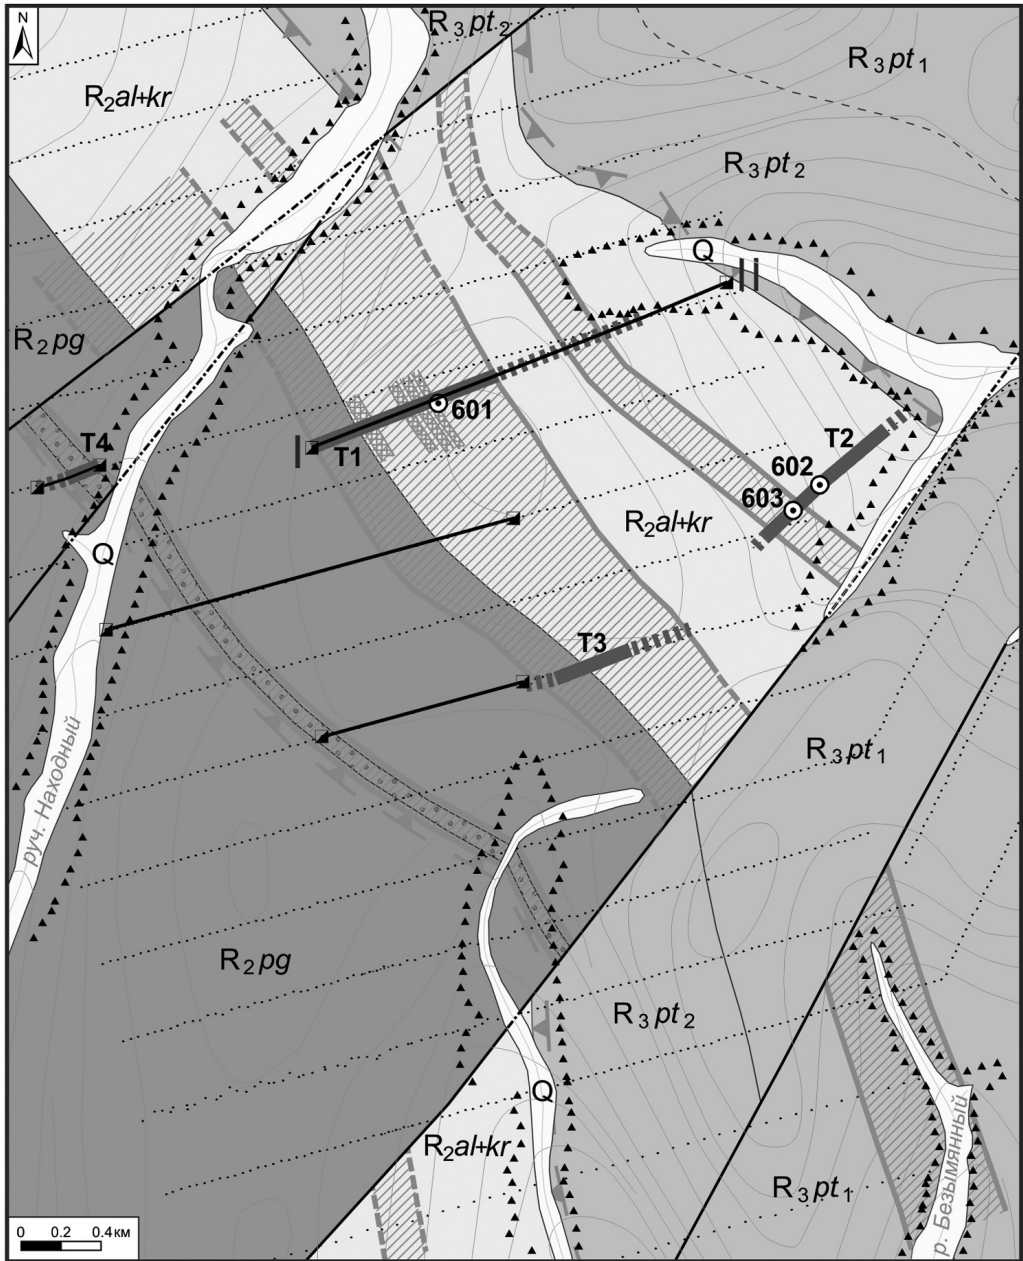 N
R₃pt₂
R₃pt₁
R₂al+kr
R₃pt₂
Q
II
R₂pg
601
I
T1
T4
T2
602
603
R₂al+kr
Q
T3
R₃pt₁
руч. Находный
R₂pg
R₃pt₂
Q
R₂al+kr
R₃pt₁
р. Безымянный
0 0.2 0.4км